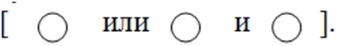 [ ○ или ○ и ○ ].